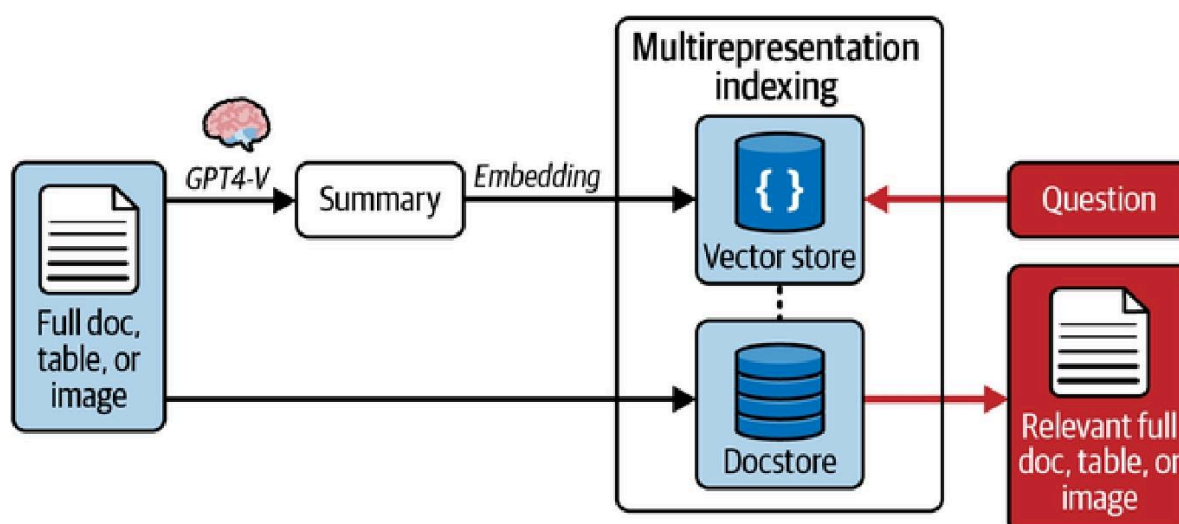 Multirepresentation
indexing
GPT4-V
Summary
Embedding
{ }
Vector store
Question
Full doc,
table, or
image
Docstore
Relevant full
doc, table, or
image